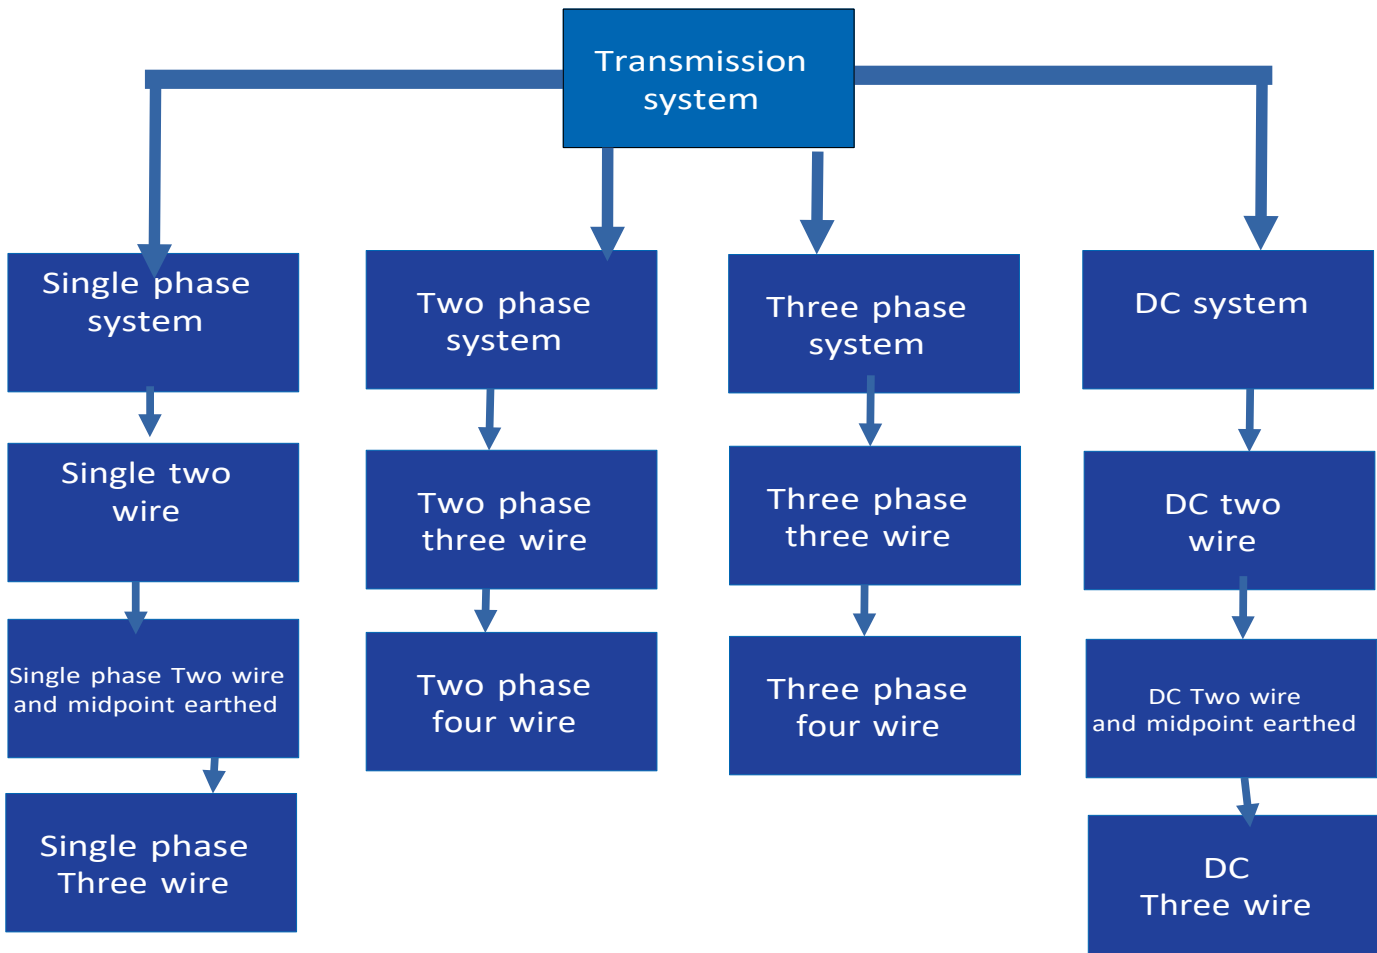 Transmission
system
Single phase
system
Two phase
system
Three phase
system
DC system
Single two
wire
Two phase
three wire
Three phase
three wire
DC two
wire
Single phase Two wire
and midpoint earthed
Two phase
four wire
Three phase
four wire
DC Two wire
and midpoint earthed
Single phase
Three wire
DC
Three wire